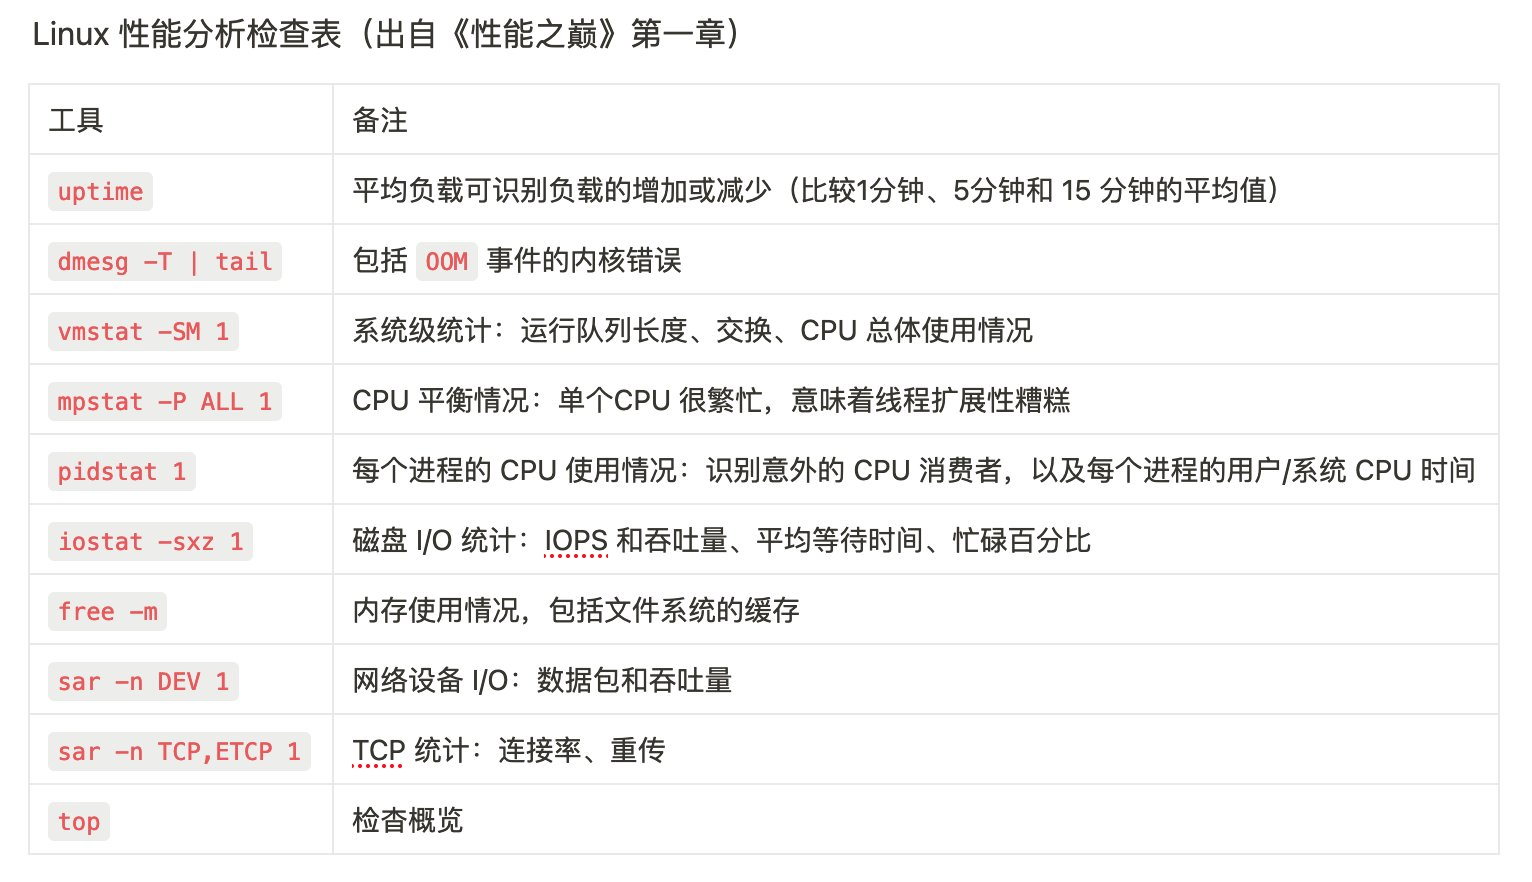 Linux 性能分析检查表（出自《性能之巅》第一章）
工具 备注
uptime 平均负载可识别负载的增加或减少（比较1分钟、5分钟和 15 分钟的平均值）
dmesg -T | tail 包括 OOM 事件的内核错误
vmstat -SM 1 系统级统计：运行队列长度、交换、CPU 总体使用情况
mpstat -P ALL 1 CPU 平衡情况：单个CPU 很繁忙，意味着线程扩展性糟糕
pidstat 1 每个进程的 CPU 使用情况：识别意外的 CPU 消费者，以及每个进程的用户/系统 CPU 时间
iostat -sxz 1 磁盘 I/O 统计：IOPS 和吞吐量、平均等待时间、忙碌百分比
free -m 内存使用情况，包括文件系统的缓存
sar -n DEV 1 网络设备 I/O：数据包和吞吐量
sar -n TCP,ETCP 1 TCP 统计：连接率、重传
top 检杳概览